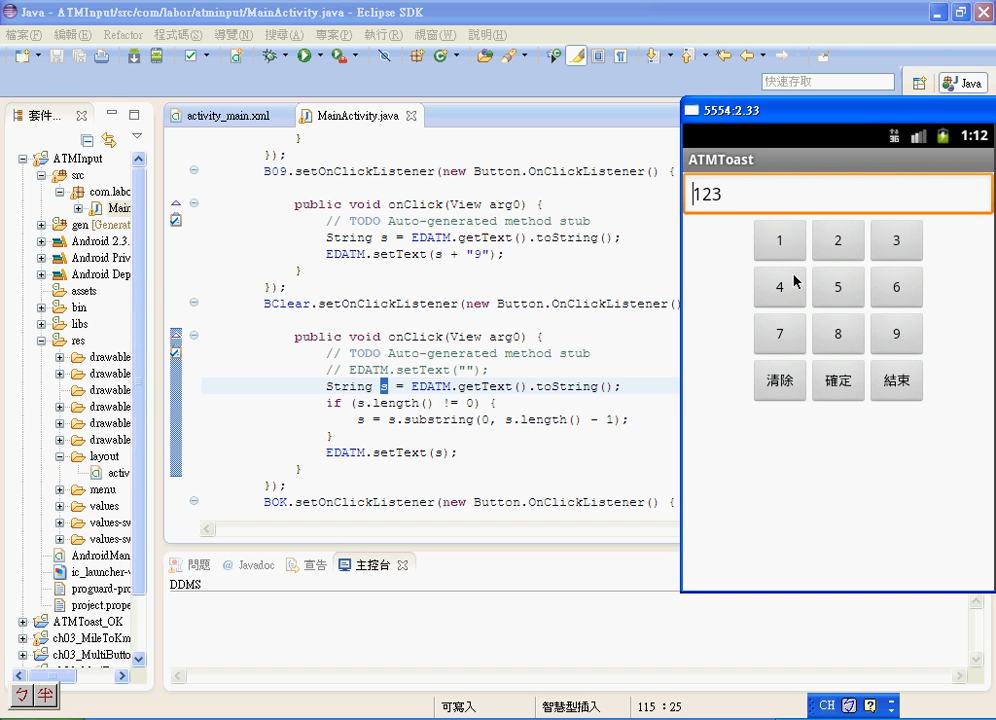 Java - ATMInput/src/com/labor/atminput/MainActivity.java - Eclipse SDK
檔案(F) 編輯(E) Refactor 程式碼(S) 導覽(N) 搜尋(A) 專案(P) 執行(R) 視窗(W) 說明(H)
快速存取
Java
套件...
activity_main.xml
MainActivity.java
ATMInput
src
com.labc
Main
gen [Generat
Android 2.3.
Android Priv
Android Dep
assets
bin
libs
res
drawable
drawable
drawable
drawable
drawable
drawable
layout
activ
menu
values
values-sv
values-sv
AndroidMan
ic_launcher-v
proguard-pro
project.prope
ATMToast_OK
ch03_MileToKm
ch03_MultiButto
}
});
BO9.setOnClickListener(new Button.OnClickListener() {
public void onClick(View arg0) {
// TODO Auto-generated method stub
String s = EDATM.getText().toString();
EDATM.setText(s + "9");
}
});
BClear.setOnClickListener(new Button.OnClickListener()
public void onClick(View arg0) {
// TODO Auto-generated method stub
// EDATM.setText("");
String s = EDATM.getText().toString();
if (s.length() != 0) {
s = s.substring(0, s.length() - 1);
}
EDATM.setText(s);
}
});
BOK.setOnClickListener(new Button.OnClickListener() {
問題 @ Javadoc 宣告 主控台
DDMS
5554:2.33
3G 1:12
ATMToast
123
1 2 3
4 5 6
7 8 9
清除 確定 結束
ㄅ 半
可寫入 智慧型插入 115 : 25
CH